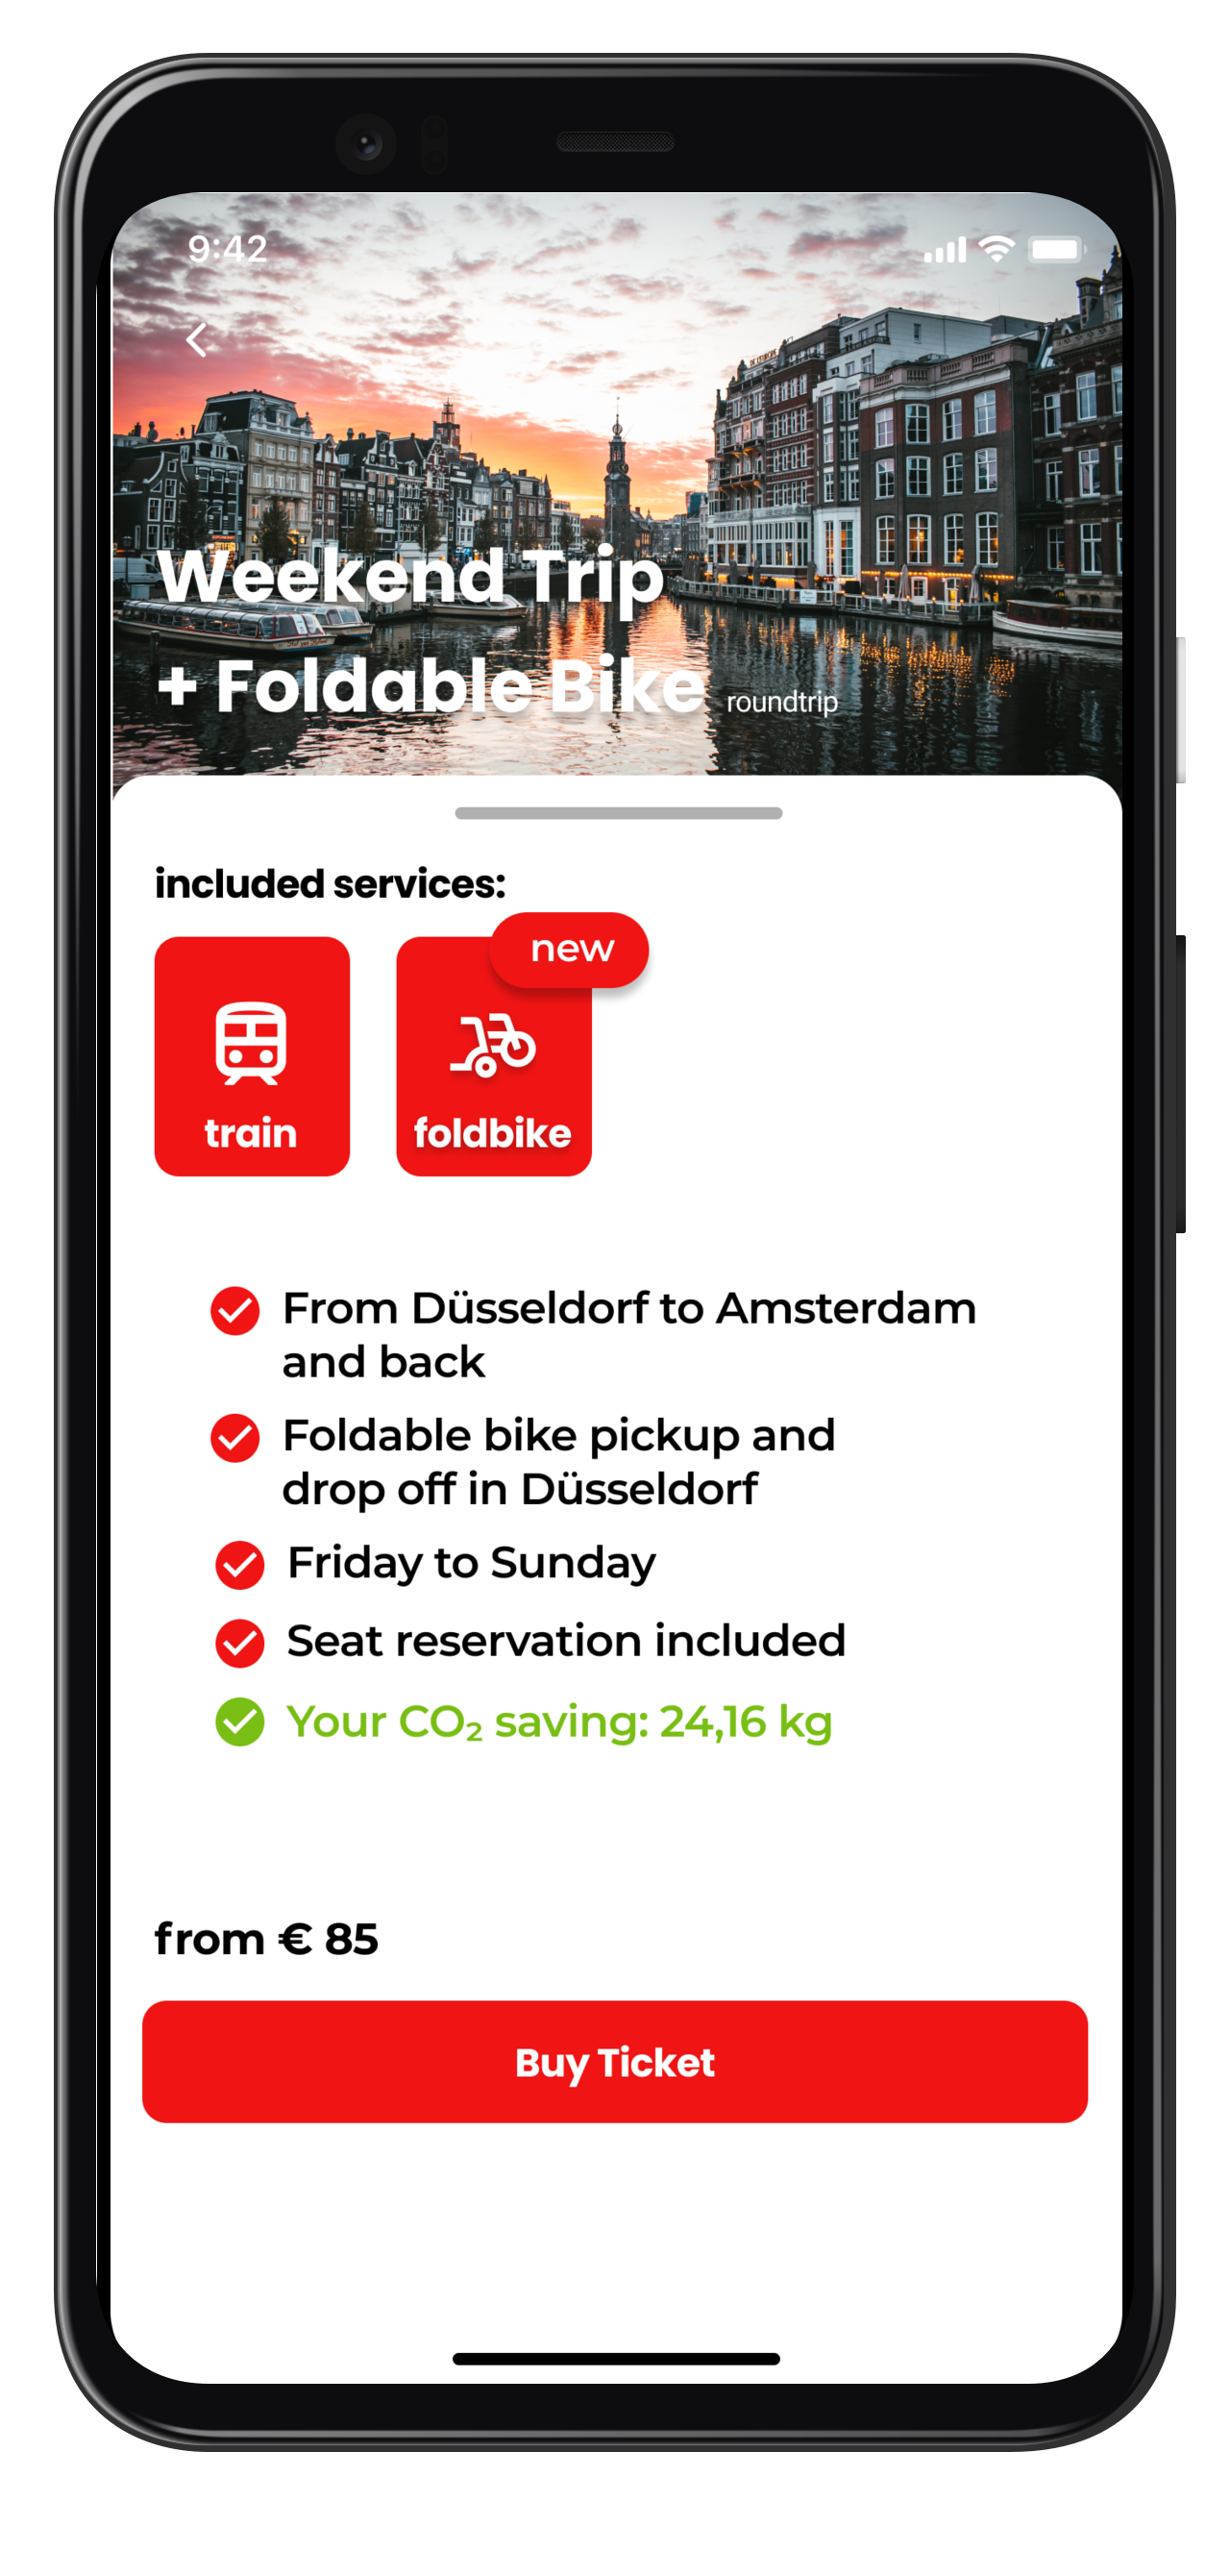 9:42
Weekend Trip
+ Foldable Bike roundtrip
included services:
new
train
foldbike
From Düsseldorf to Amsterdam
and back
Foldable bike pickup and
drop off in Düsseldorf
Friday to Sunday
Seat reservation included
Your CO₂ saving: 24,16 kg
from € 85
Buy Ticket